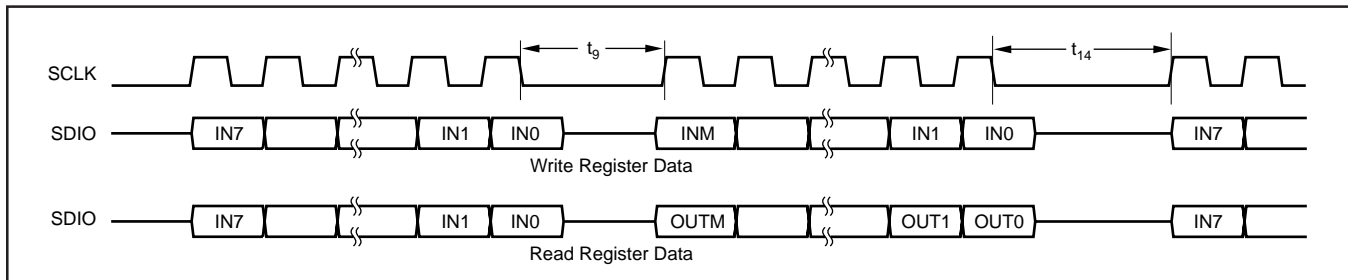 t9 t14
SCLK
SDIO IN7 IN1 IN0 INM IN1 IN0 IN7
Write Register Data
SDIO IN7 IN1 IN0 OUTM OUT1 OUT0 IN7
Read Register Data